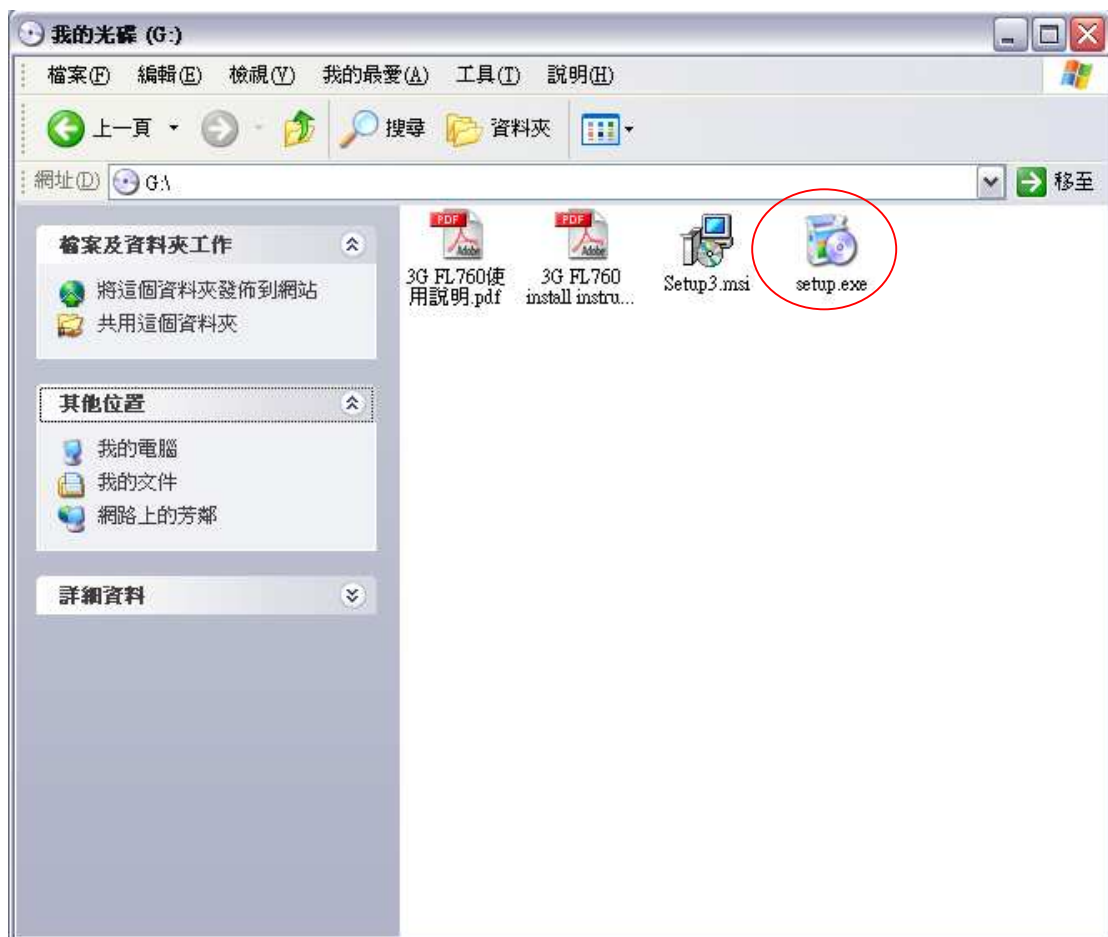 我的光碟 (G:)
檔案(F) 編輯(E) 檢視(V) 我的最愛(A) 工具(T) 說明(H)
上一頁 搜尋 資料夾
網址(D) G:\ 移至
檔案及資料夾工作
將這個資料夾發佈到網站
共用這個資料夾
其他位置
我的電腦
我的文件
網路上的芳鄰
詳細資料
PDF
Adobe
3G FL760使
用說明.pdf
PDF
Adobe
3G FL760
install instru...
Setup3.msi
setup.exe